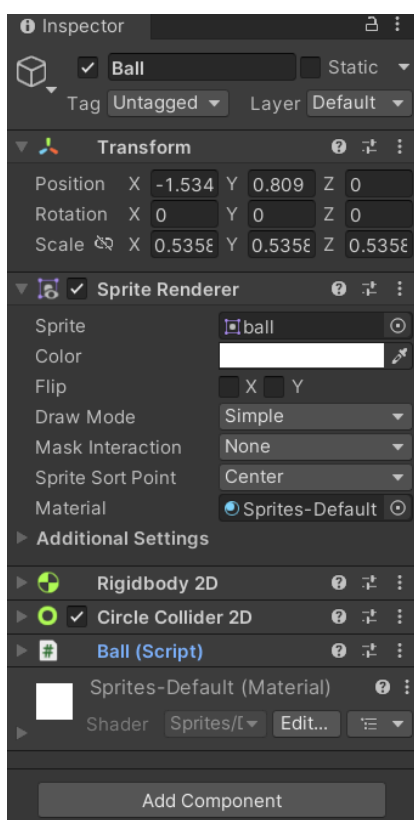 Inspector
Ball Static
Tag Untagged Layer Default
Transform
Position X -1.534 Y 0.809 Z 0
Rotation X 0 Y 0 Z 0
Scale X 0.5358 Y 0.5358 Z 0.5358
Sprite Renderer
Sprite ball
Color
Flip X Y
Draw Mode Simple
Mask Interaction None
Sprite Sort Point Center
Material Sprites-Default
Additional Settings
Rigidbody 2D
Circle Collider 2D
# Ball (Script)
Sprites-Default (Material)
Shader Sprites/D Edit...
Add Component